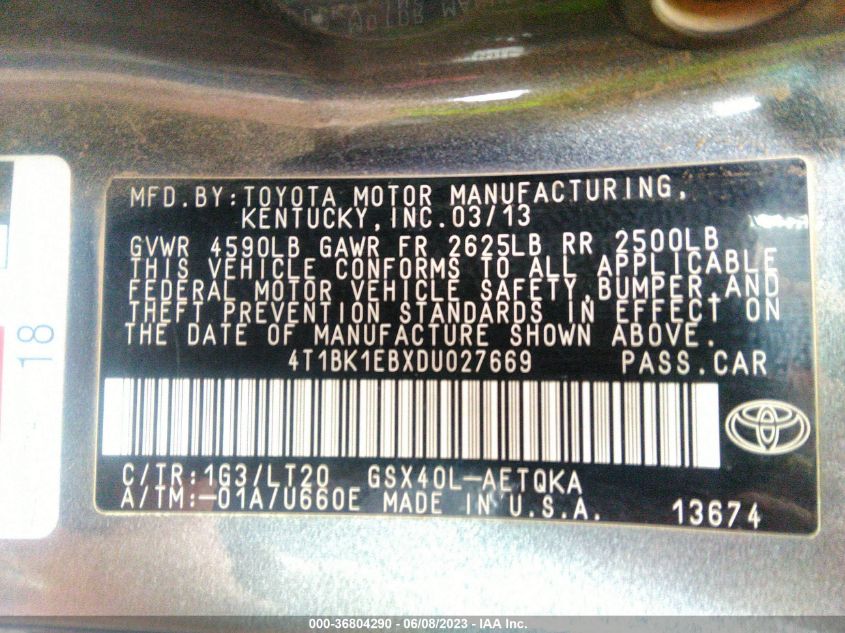 MOTOR MA
18
MFD.BY:TOYOTA MOTOR MANUFACTURING,
KENTUCKY,INC.03/13
GVWR 4590LB GAWR FR 2625LB RR 2500LB
THIS VEHICLE CONFORMS TO ALL APPLICABLE
FEDERAL MOTOR VEHICLE SAFETY,BUMPER,AND
THEFT PREVENTION STANDARDS IN EFFECT ON
THE DATE OF MANUFACTURE SHOWN ABOVE.
4T1BK1EBXDU027669 PASS.CAR
C/TR:1G3/LT20 GSX40L-AETQKA
A/TM:-01A/U660E MADE IN U.S.A. 13674
000-36804290 - 06/08/2023 - IAA Inc.